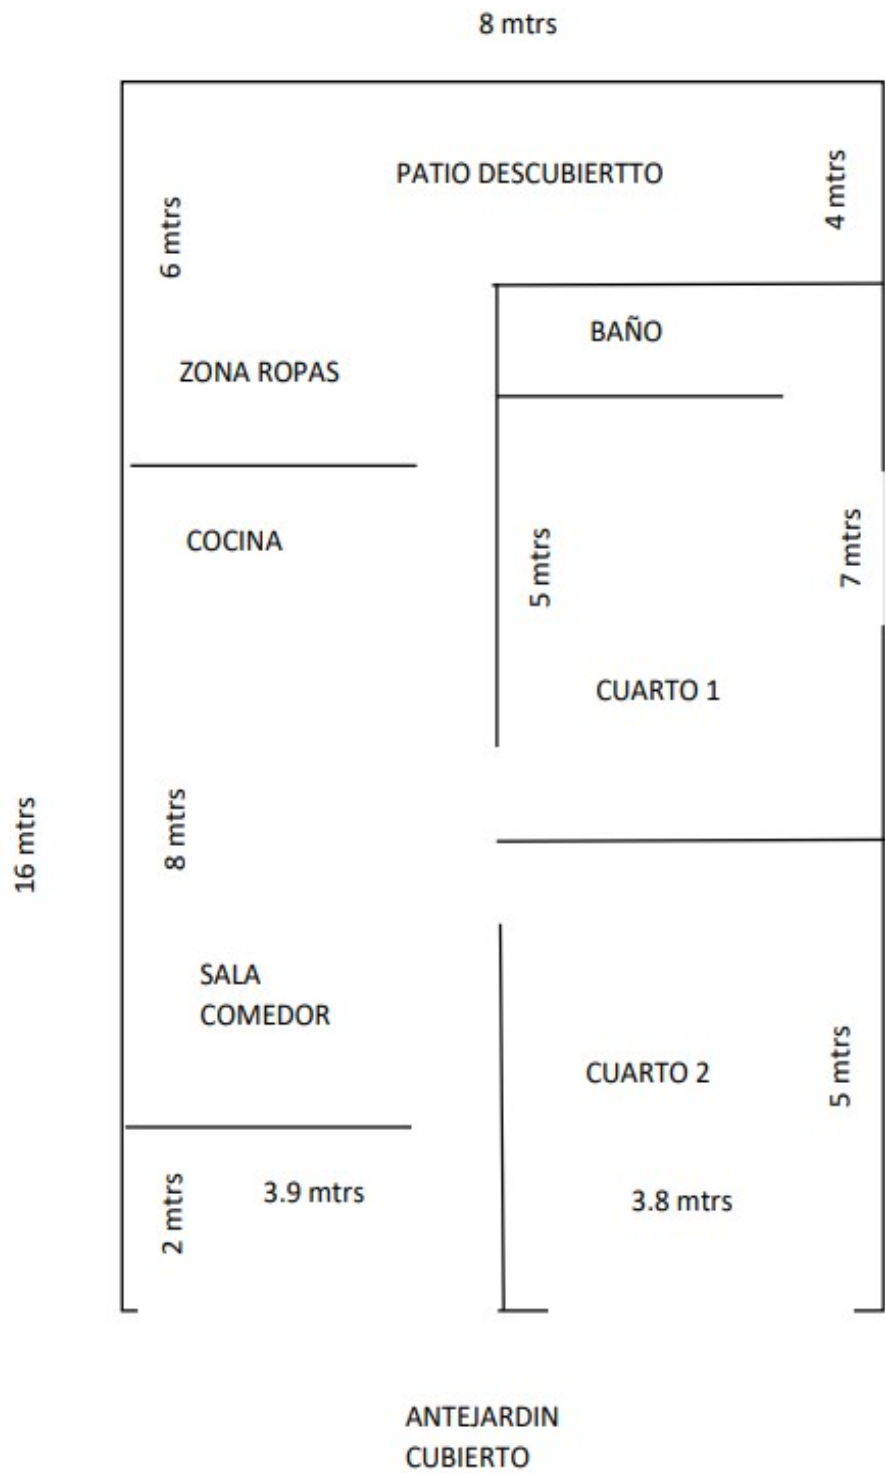 8 mtrs
PATIO DESCUBIERTTO
4 mtrs
6 mtrs
BAÑO
ZONA ROPAS
COCINA
5 mtrs
7 mtrs
CUARTO 1
16 mtrs
8 mtrs
SALA
COMEDOR
CUARTO 2
5 mtrs
2 mtrs
3.9 mtrs
3.8 mtrs
ANTEJARDIN
CUBIERTO